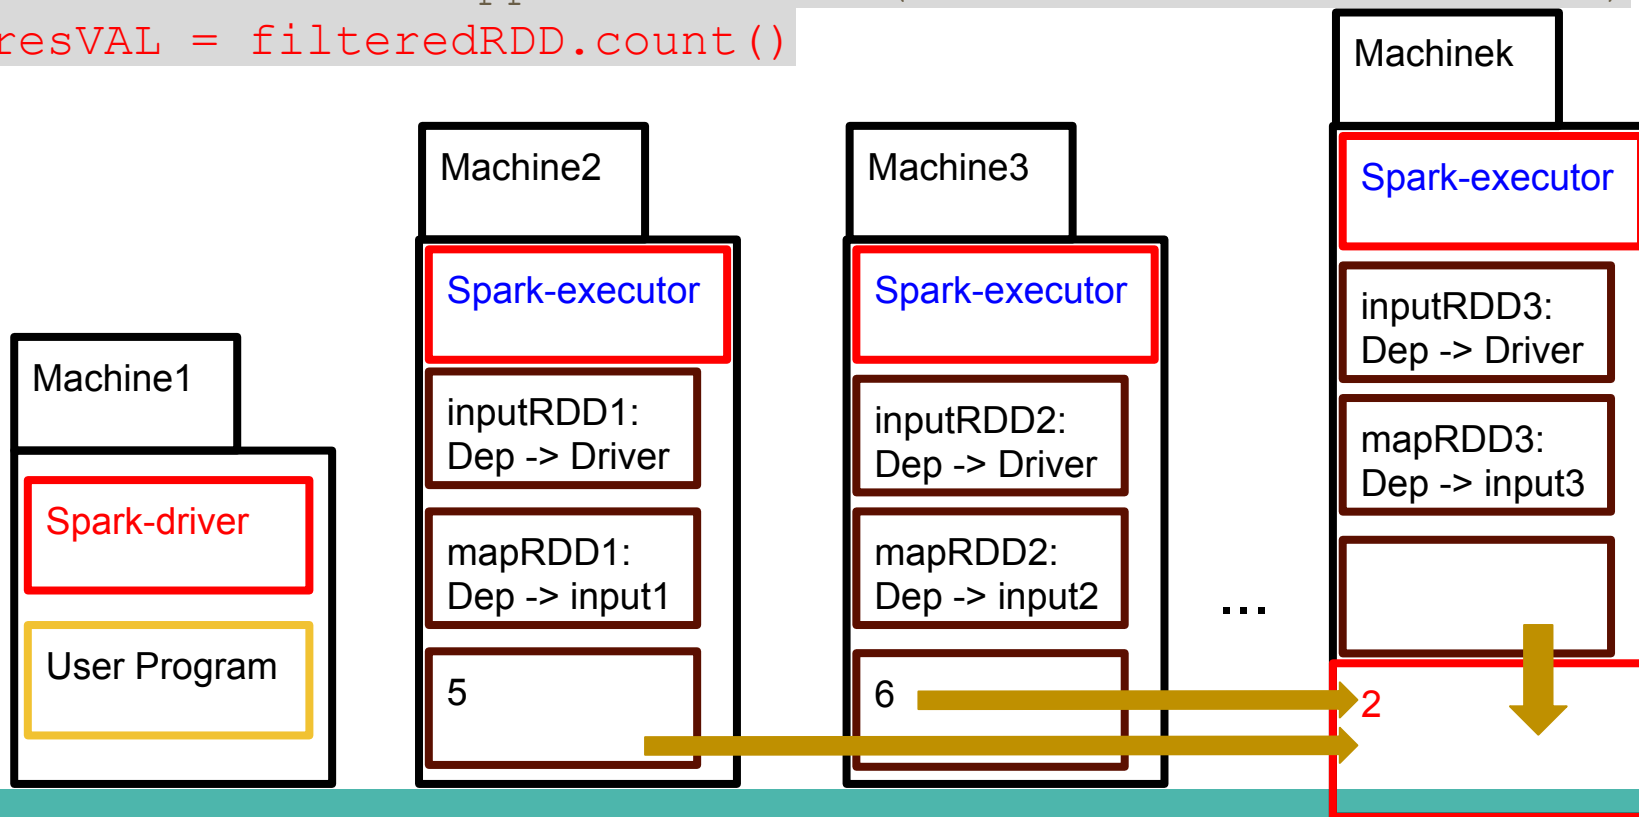 resVAL = filteredRDD.count()
Machinek
Spark-executor
inputRDD3:
Dep -> Driver
mapRDD3:
Dep -> input3
2
Machine2
Spark-executor
inputRDD1:
Dep -> Driver
mapRDD1:
Dep -> input1
5
Machine3
Spark-executor
inputRDD2:
Dep -> Driver
mapRDD2:
Dep -> input2
6
...
Machine1
Spark-driver
User Program